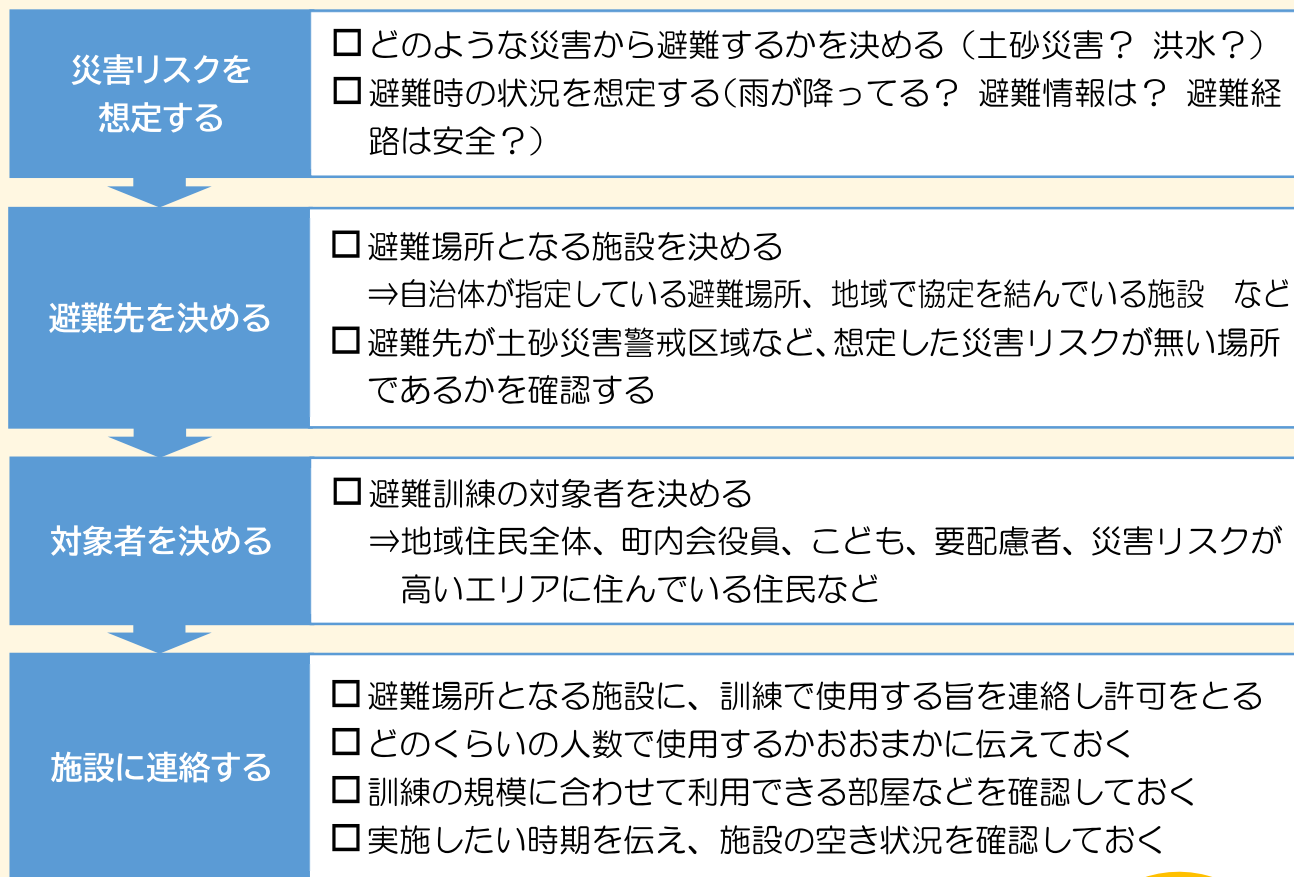 災害リスクを
想定する
□どのような災害から避難するかを決める（土砂災害？ 洪水？）
□避難時の状況を想定する(雨が降ってる？ 避難情報は？ 避難経
路は安全？）
避難先を決める
□避難場所となる施設を決める
⇒自治体が指定している避難場所、地域で協定を結んでいる施設　など
□避難先が土砂災害警戒区域など、想定した災害リスクが無い場所
であるかを確認する
対象者を決める
□避難訓練の対象者を決める
⇒地域住民全体、町内会役員、こども、要配慮者、災害リスクが
高いエリアに住んでいる住民など
施設に連絡する
□避難場所となる施設に、訓練で使用する旨を連絡し許可をとる
□どのくらいの人数で使用するかおおまかに伝えておく
□訓練の規模に合わせて利用できる部屋などを確認しておく
□実施したい時期を伝え、施設の空き状況を確認しておく